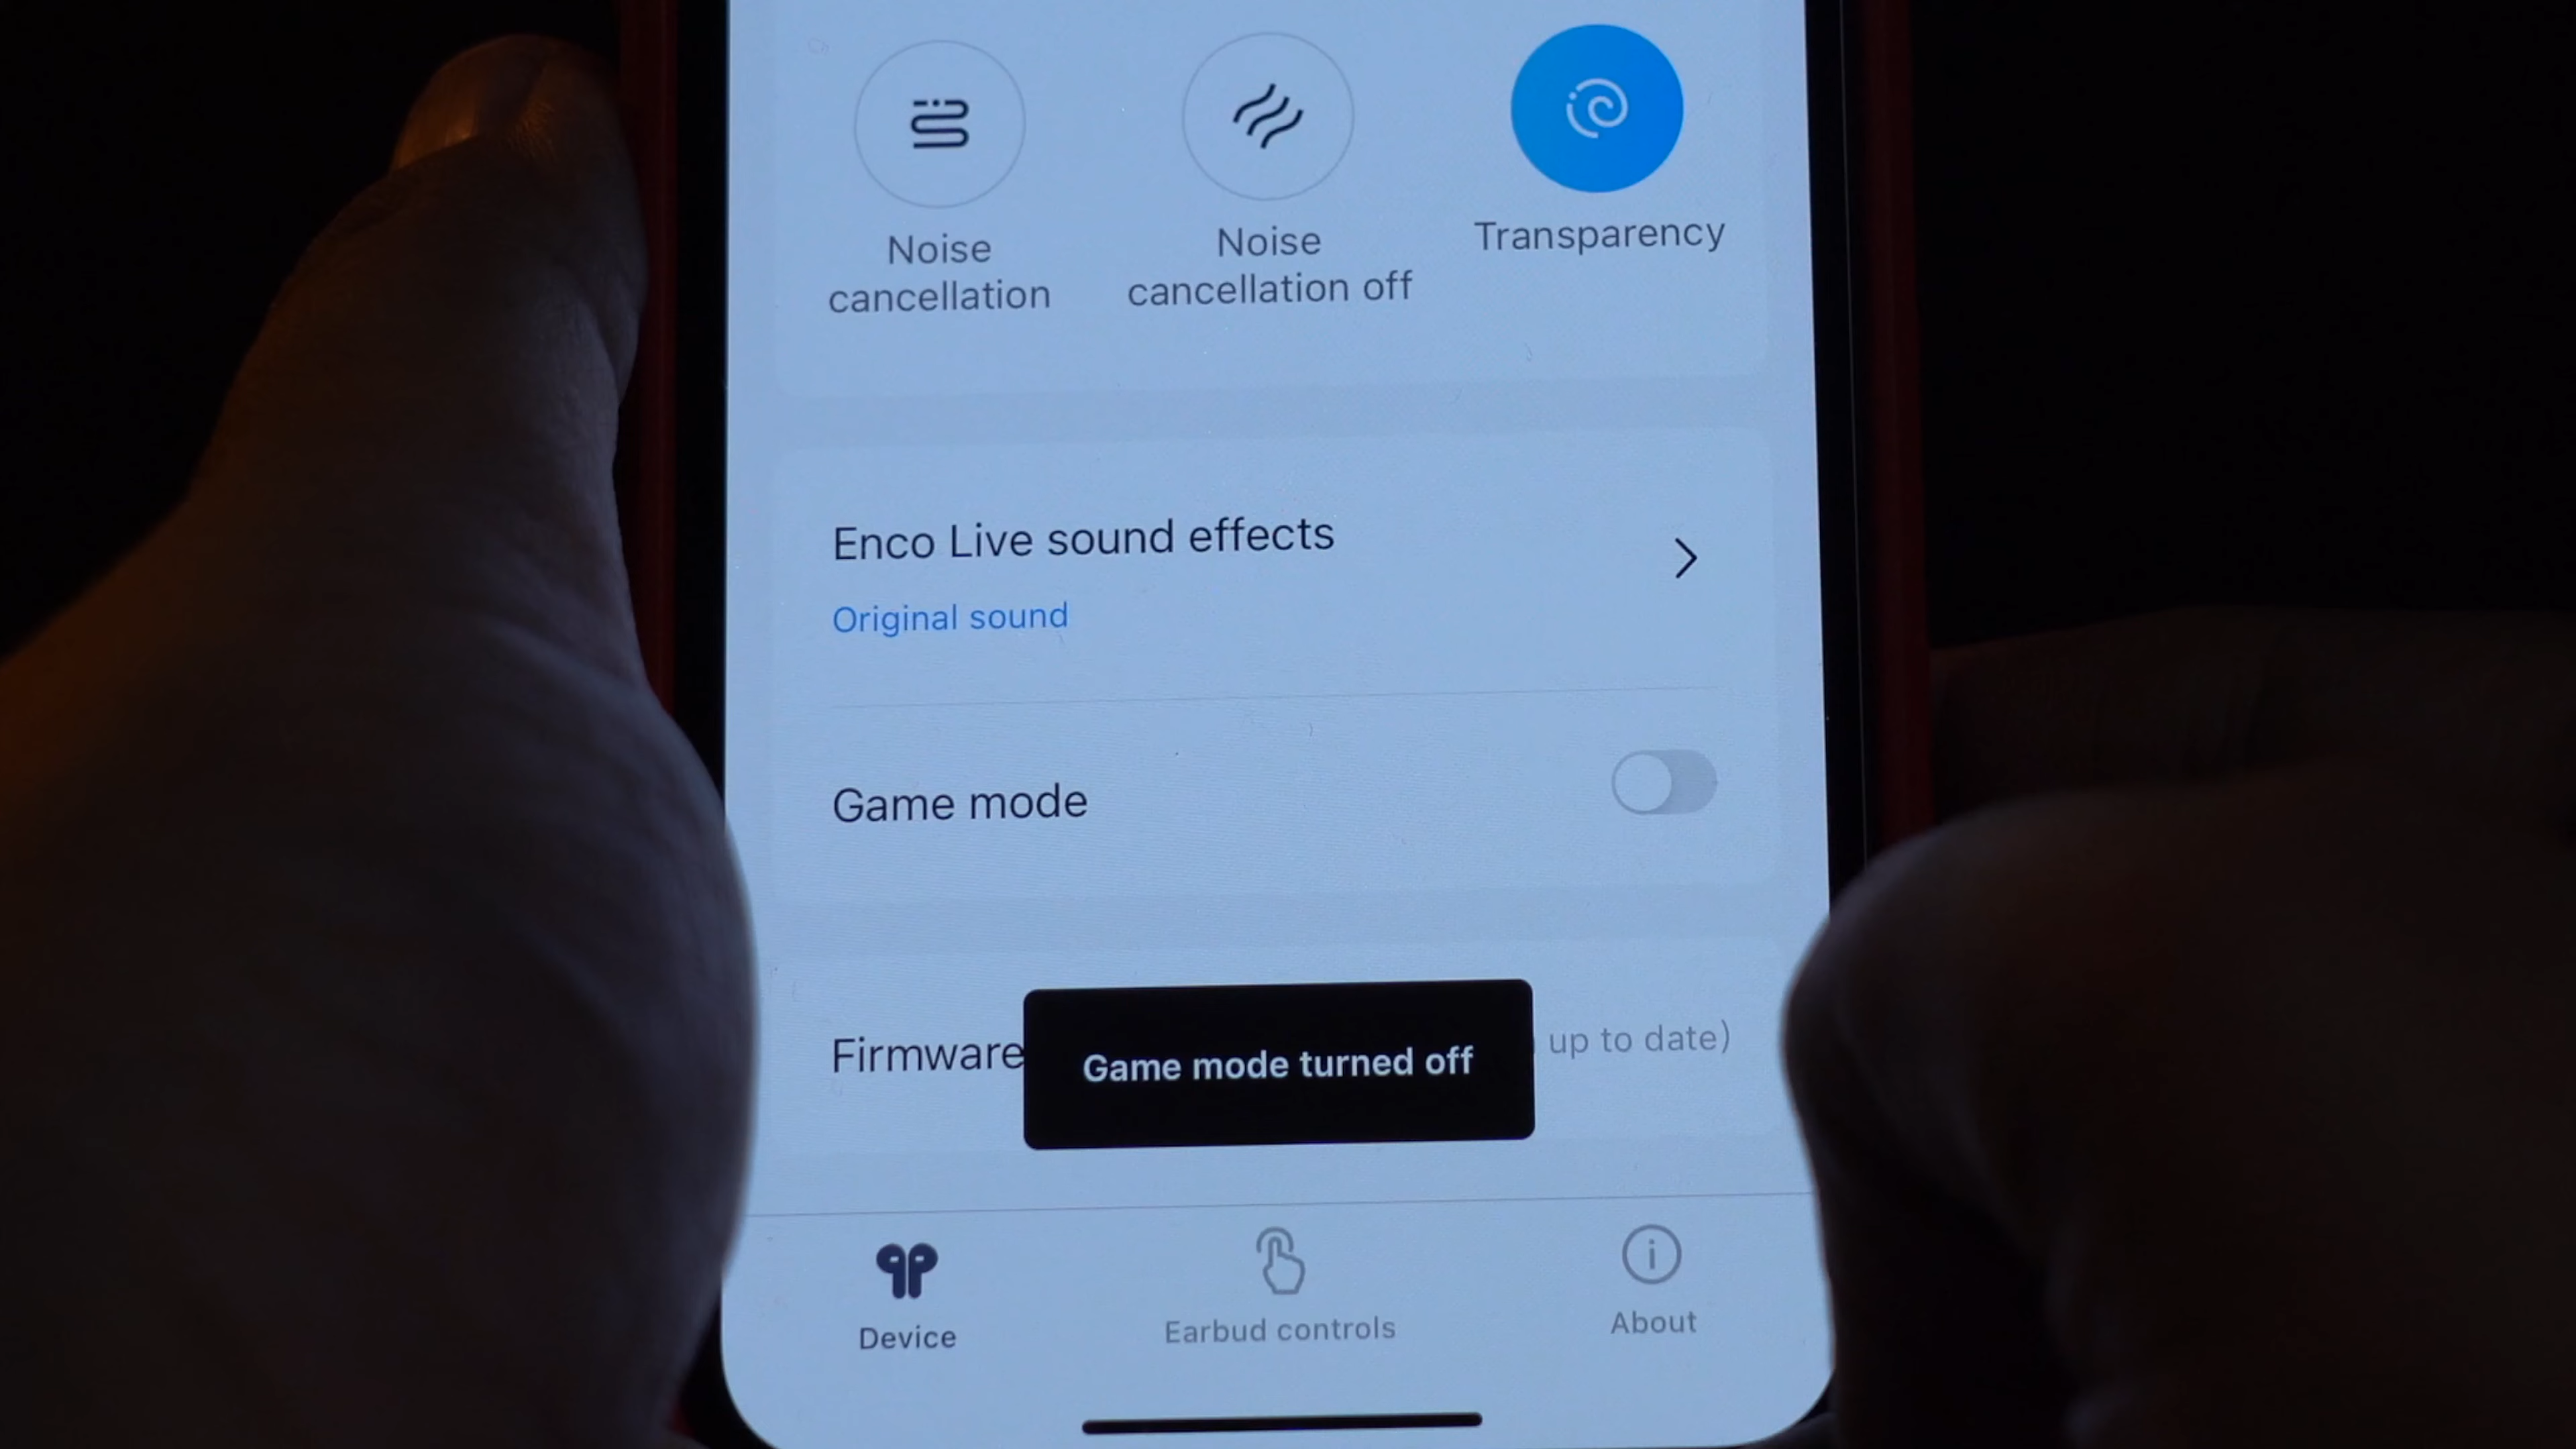 Noise
cancellation
Noise
cancellation off
Transparency
Enco Live sound effects
Original sound
Game mode
Firmware
up to date)
Game mode turned off
Device
Earbud controls
About